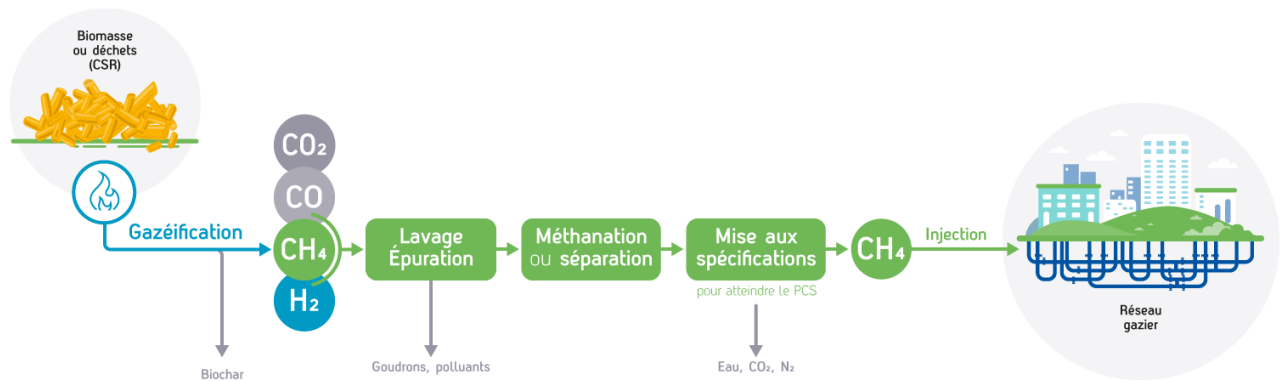 Biomasse
ou déchets
(CSR)
Gazéification
Biochar
CO₂
CO
CH₄
H₂
Lavage
Épuration
Goudrons, polluants
Méthanation
ou séparation
Mise aux
spécifications
pour atteindre le PCS
Eau, CO₂, N₂
CH₄
Injection
Réseau
gazier